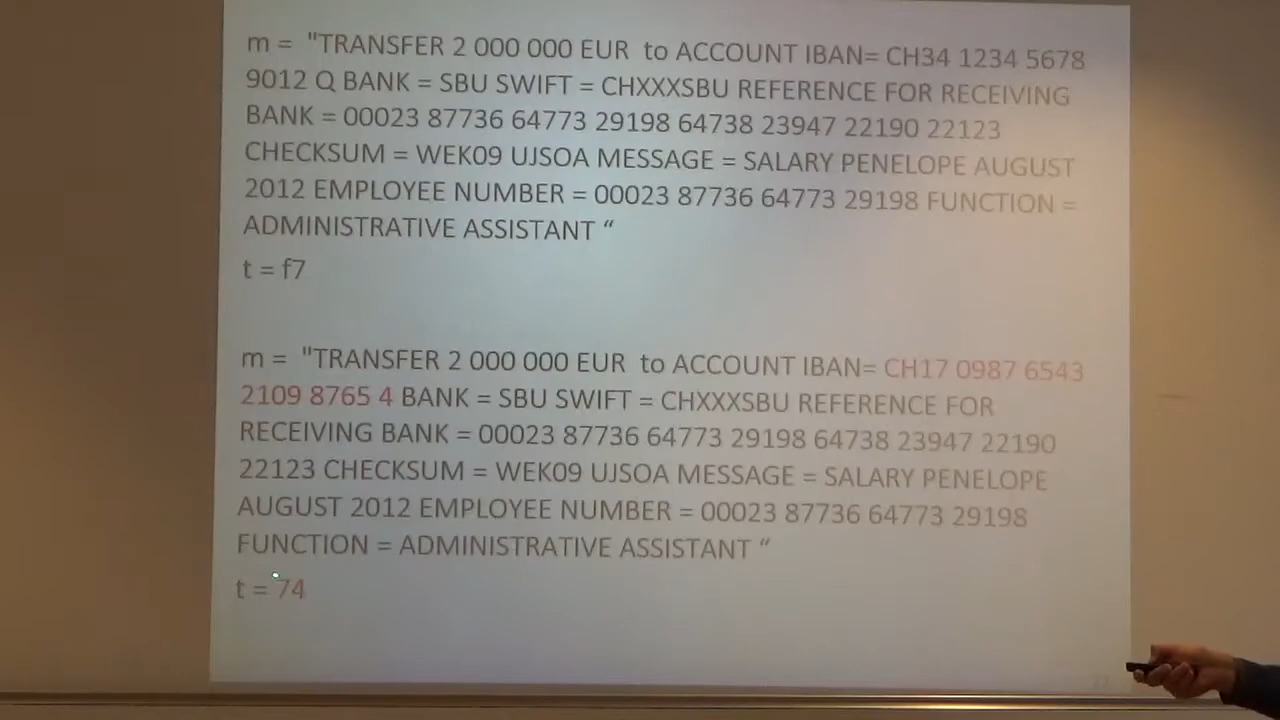 m = "TRANSFER 2 000 000 EUR to ACCOUNT IBAN= CH34 1234 5678
9012 Q BANK = SBU SWIFT = CHXXXSBU REFERENCE FOR RECEIVING
BANK = 00023 87736 64773 29198 64738 23947 22190 22123
CHECKSUM = WEK09 UJSOA MESSAGE = SALARY PENELOPE AUGUST
2012 EMPLOYEE NUMBER = 00023 87736 64773 29198 FUNCTION =
ADMINISTRATIVE ASSISTANT “
t = f7
m = "TRANSFER 2 000 000 EUR to ACCOUNT IBAN= CH17 0987 6543
2109 8765 4 BANK = SBU SWIFT = CHXXXSBU REFERENCE FOR
RECEIVING BANK = 00023 87736 64773 29198 64738 23947 22190
22123 CHECKSUM = WEK09 UJSOA MESSAGE = SALARY PENELOPE
AUGUST 2012 EMPLOYEE NUMBER = 00023 87736 64773 29198
FUNCTION = ADMINISTRATIVE ASSISTANT “
t = 74